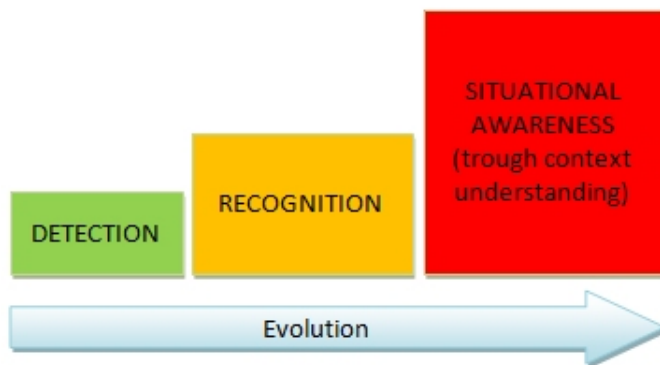 DETECTION
RECOGNITION
SITUATIONAL
AWARENESS
(trough context
understanding)
Evolution